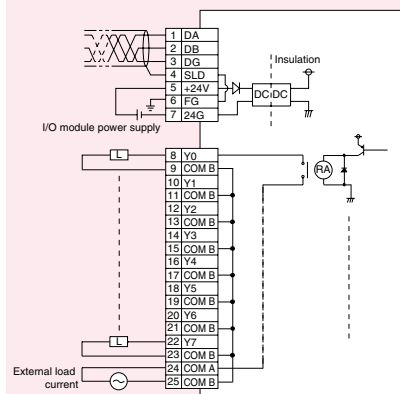 1 DA
2 DB
3 DG
4 SLD
5 +24V
6 FG
7 24G
Insulation
DC DC
I/O module power supply
L
8 Y0
9 COM B
10 Y1
11 COM B
12 Y2
13 COM B
14 Y3
15 COM B
16 Y4
17 COM B
18 Y5
19 COM B
20 Y6
21 COM B
22 Y7
23 COM B
24 COM A
25 COM B
RA
L
External load
current